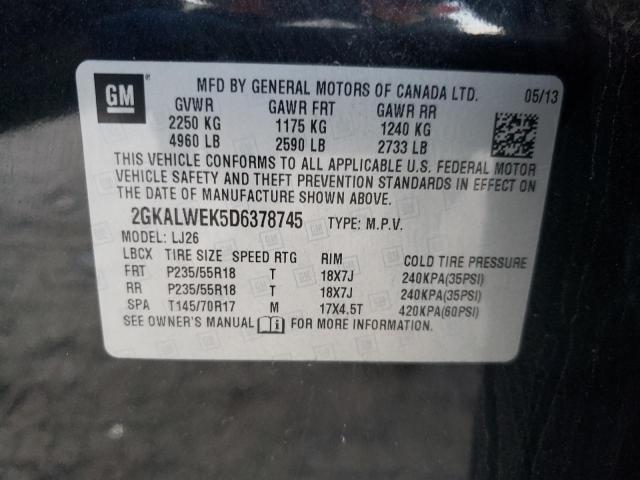 GM ®
MFD BY GENERAL MOTORS OF CANADA LTD. 05/13
GVWR GAWR FRT GAWR RR
2250 KG 1175 KG 1240 KG
4960 LB 2590 LB 2733 LB
THIS VEHICLE CONFORMS TO ALL APPLICABLE U.S. FEDERAL MOTOR
VEHICLE SAFETY AND THEFT PREVENTION STANDARDS IN EFFECT ON
THE DATE OF MANUFACTURE SHOWN ABOVE.
2GKALWEK5D6378745 TYPE: M.P.V.
MODEL: LJ26
LBCX TIRE SIZE SPEED RTG RIM COLD TIRE PRESSURE
FRT P235/55R18 T 18X7J 240KPA(35PSI)
RR P235/55R18 T 18X7J 240KPA(35PSI)
SPA T145/70R17 M 17X4.5T 420KPA(60PSI)
SEE OWNER'S MANUAL FOR MORE INFORMATION.